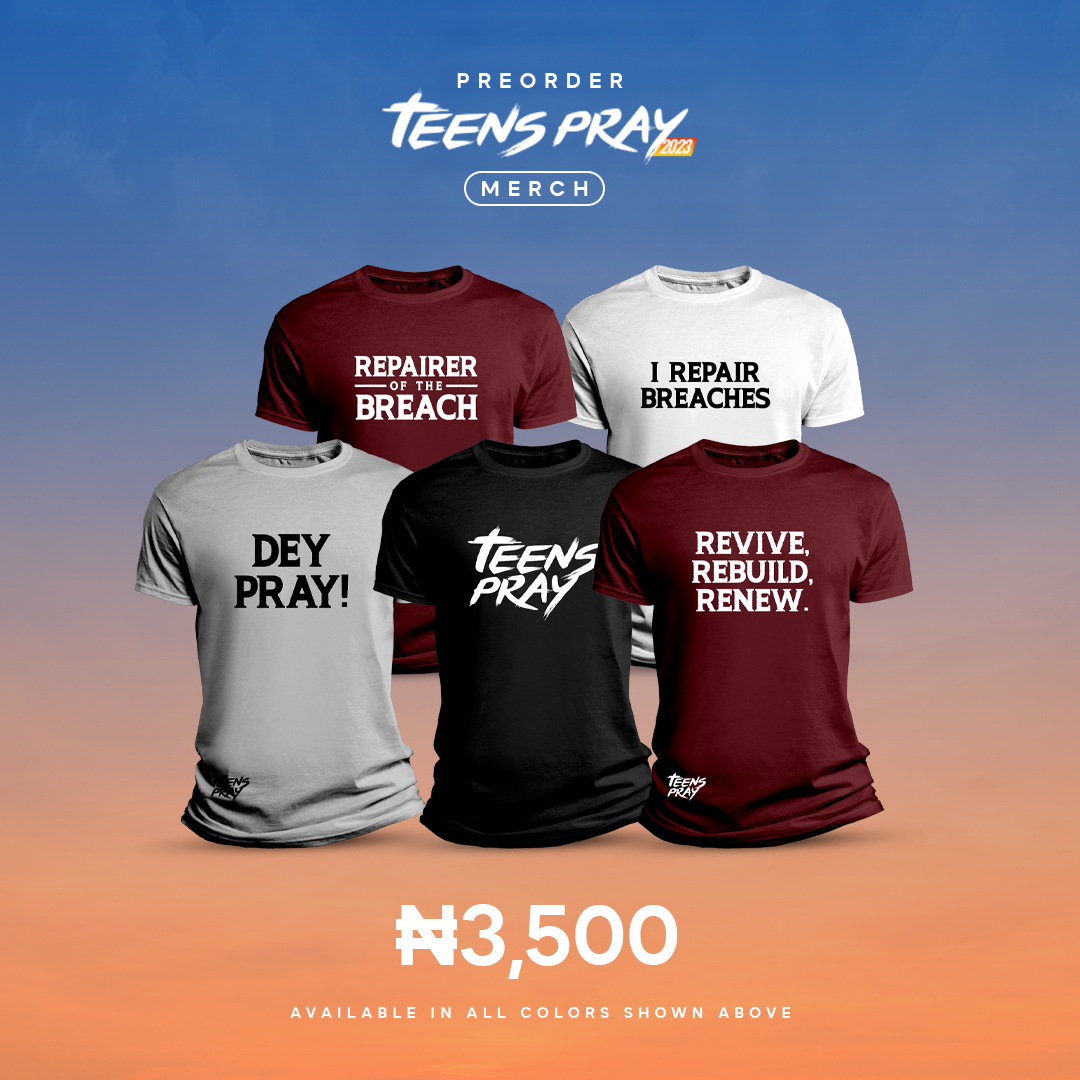 PREORDER
TEENS PRAY
2023
MERCH
REPAIRER
OF THE
BREACH
I REPAIR
BREACHES
DEY
PRAY!
TEENS
PRAY
REVIVE,
REBUILD,
RENEW.
TEENS
PRAY
TEENS
PRAY
₦3,500
AVAILABLE IN ALL COLORS SHOWN ABOVE